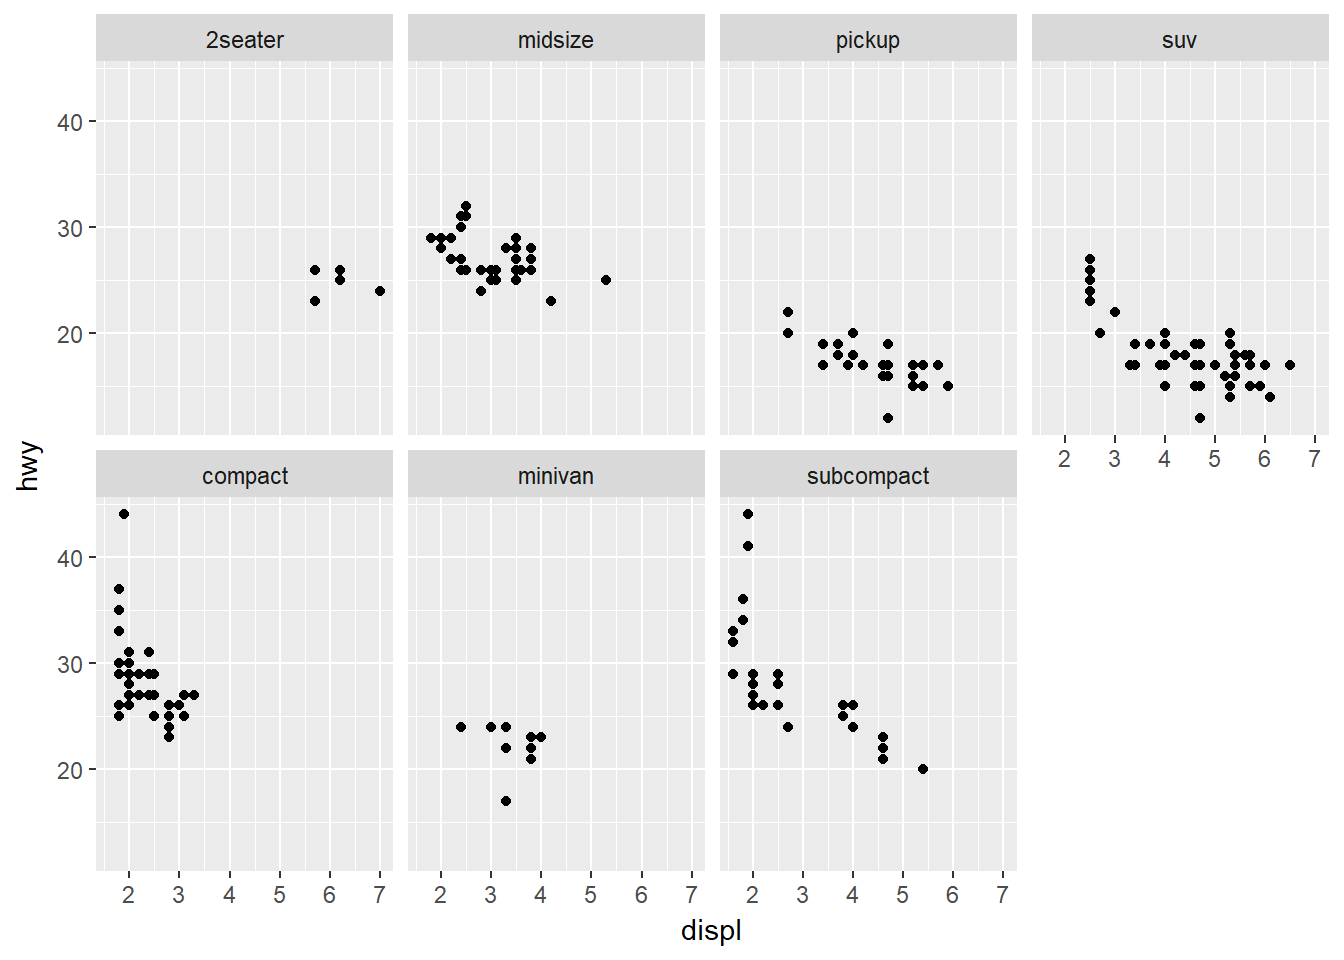 2seater midsize pickup suv
40
30
20
2 3 4 5 6 7
hwy
compact minivan subcompact
40
30
20
2 3 4 5 6 7 2 3 4 5 6 7 2 3 4 5 6 7
displ